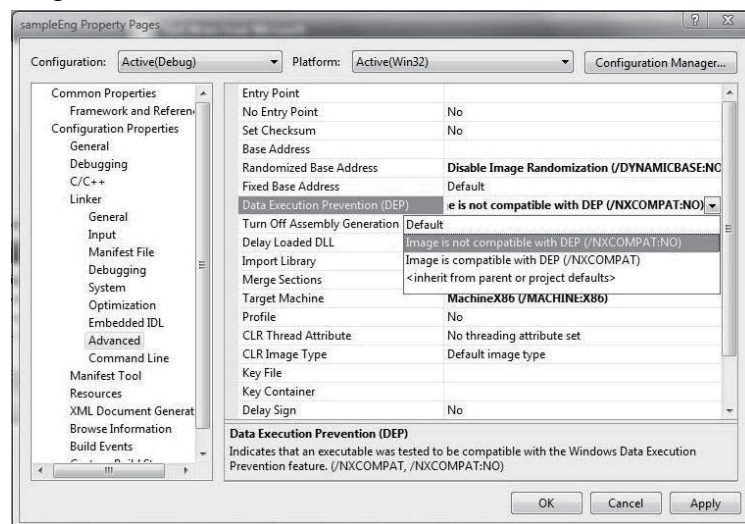 sampleEng Property Pages
Configuration: Active(Debug) Platform: Active(Win32) Configuration Manager...
Common Properties
Framework and Referen
Configuration Properties
General
Debugging
C/C++
Linker
General
Input
Manifest File
Debugging
System
Optimization
Embedded IDL
Advanced
Command Line
Manifest Tool
Resources
XML Document Generat
Browse Information
Build Events
Entry Point
No Entry Point No
Set Checksum No
Base Address
Randomized Base Address Disable Image Randomization (/DYNAMICBASE:NC
Fixed Base Address Default
Data Execution Prevention (DEP) e is not compatible with DEP (/NXCOMPAT:NO)
Turn Off Assembly Generation Default
Delay Loaded DLL Image is not compatible with DEP (/NXCOMPAT:NO)
Import Library Image is compatible with DEP (/NXCOMPAT)
Merge Sections <inherit from parent or project defaults>
Target Machine MachineX86 (/MACHINE:X86)
Profile No
CLR Thread Attribute No threading attribute set
CLR Image Type Default image type
Key File
Key Container
Delay Sign No
Data Execution Prevention (DEP)
Indicates that an executable was tested to be compatible with the Windows Data Execution
Prevention feature. (/NXCOMPAT, /NXCOMPAT:NO)
OK Cancel Apply